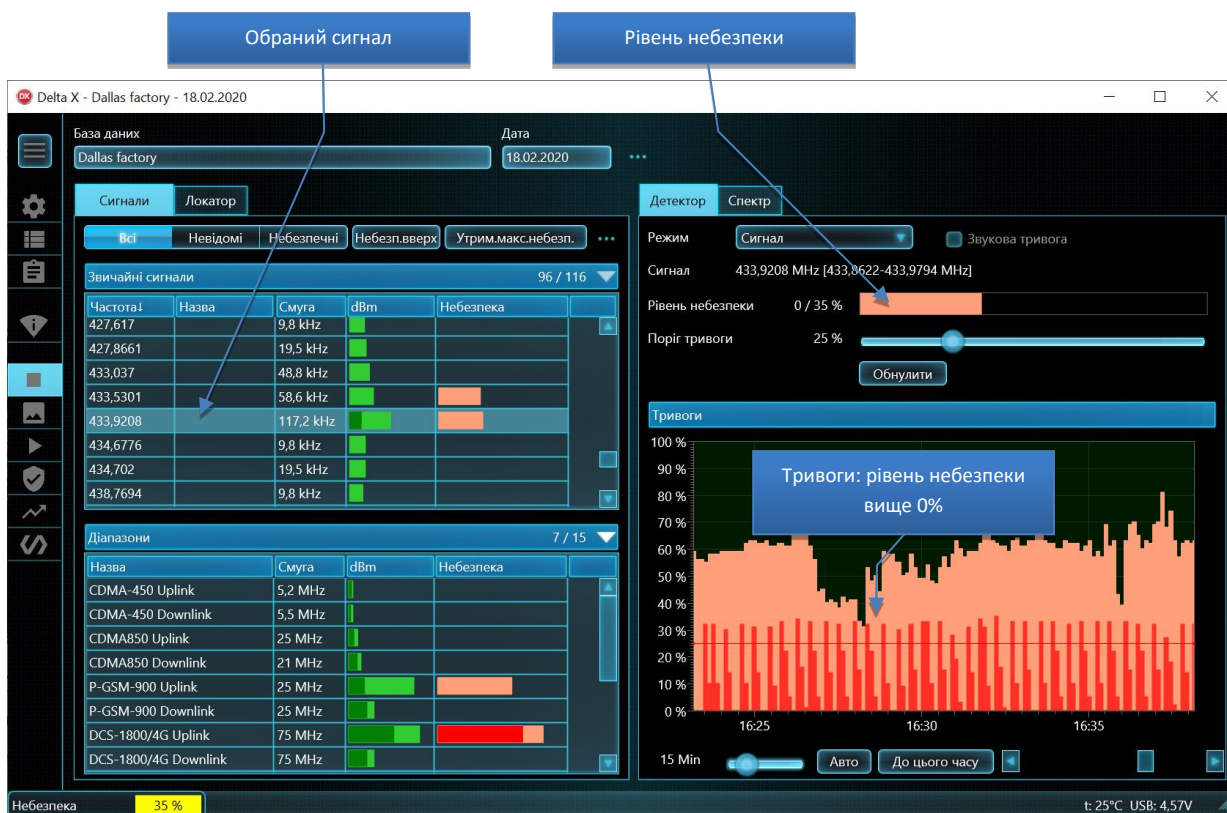 Обраний сигнал
Рівень небезпеки
Delta X - Dallas factory - 18.02.2020
База даних
Дата
Dallas factory
18.02.2020
Сигнали
Локатор
Всі
Невідомі
Небезпечні
Небезп.вверх
Утрим.макс.небезп.
Звичайні сигнали 96 / 116
Частота↓ Назва Смуга dBm Небезпека
427,617 9,8 kHz
427,8661 19,5 kHz
433,037 48,8 kHz
433,5301 58,6 kHz
433,9208 117,2 kHz
434,6776 9,8 kHz
434,702 19,5 kHz
438,7694 9,8 kHz
Діапазони 7 / 15
Назва Смуга dBm Небезпека
CDMA-450 Uplink 5,2 MHz
CDMA-450 Downlink 5,5 MHz
CDMA850 Uplink 25 MHz
CDMA850 Downlink 21 MHz
P-GSM-900 Uplink 25 MHz
P-GSM-900 Downlink 25 MHz
DCS-1800/4G Uplink 75 MHz
DCS-1800/4G Downlink 75 MHz
Детектор
Спектр
Режим Сигнал Звукова тривога
Сигнал 433,9208 MHz [433,8622-433,9794 MHz]
Рівень небезпеки 0 / 35 %
Поріг тривоги 25 %
Обнулити
Тривоги
Тривоги: рівень небезпеки
вище 0%
100 %
90 %
80 %
70 %
60 %
50 %
40 %
30 %
20 %
10 %
0 %
16:25 16:30 16:35
15 Min Авто До цього часу
Небезпека 35 %
t: 25°C USB: 4,57V